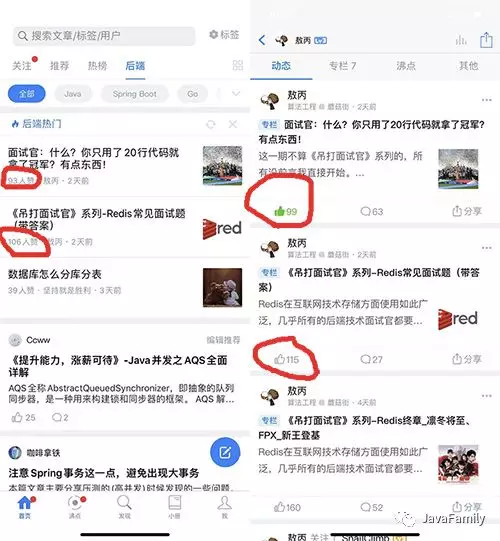 搜索文章/标签/用户
标签
关注
推荐
热榜
后端
全部
Java
Spring Boot
Go
后端热门
面试官：什么？你只用了20行代码就
拿了冠军？有点东西！
93人赞·敖丙·2天前
《吊打面试官》系列-Redis常见面试题
（带答案）
106人赞·敖丙·2天前
red
数据库怎么分库分表
39人赞·坚持就是胜利·3天前
Ccww
编辑推荐
《提升能力，涨薪可待》-Java并发之AQS全面
详解
AQS全称AbstractQueuedSynchronizer，即抽象的队列
同步器，是一种用来构建锁和同步器的框架。AQS 解...
25
2
咖啡拿铁
注意Spring事务这一点，避免出现大事务
本篇文章主要分享压测的(高并发)时候发现的一些问题。
首页
沸点
发现
小册
我
敖丙
动态
专栏 7
沸点
其他
敖丙
算法工程 @ 蘑菇街·2天前
专栏 面试官：什么？你只用了20行代码就拿了冠军？
有点东西！
这一期不算《吊打面试官》系列的，所
有没前言我直接开始。...
99
63
分享
敖丙
算法工程 @ 蘑菇街·2天前
专栏 《吊打面试官》系列-Redis常见面试题（带答
案）
Redis在互联网技术存储方面使用如此广
泛，几乎所有的后端技术面试官都要...
red
115
27
分享
敖丙
算法工程 @ 蘑菇街·4天前
专栏 《吊打面试官》系列-Redis终章_凛冬将至、
FPX_新王登基
Redis在互联网技术存储方面使用如此广
泛，几乎所有的后端技术面试官都要...
160
52
分享
敖丙 关注了 SnailClimb
JavaFamily